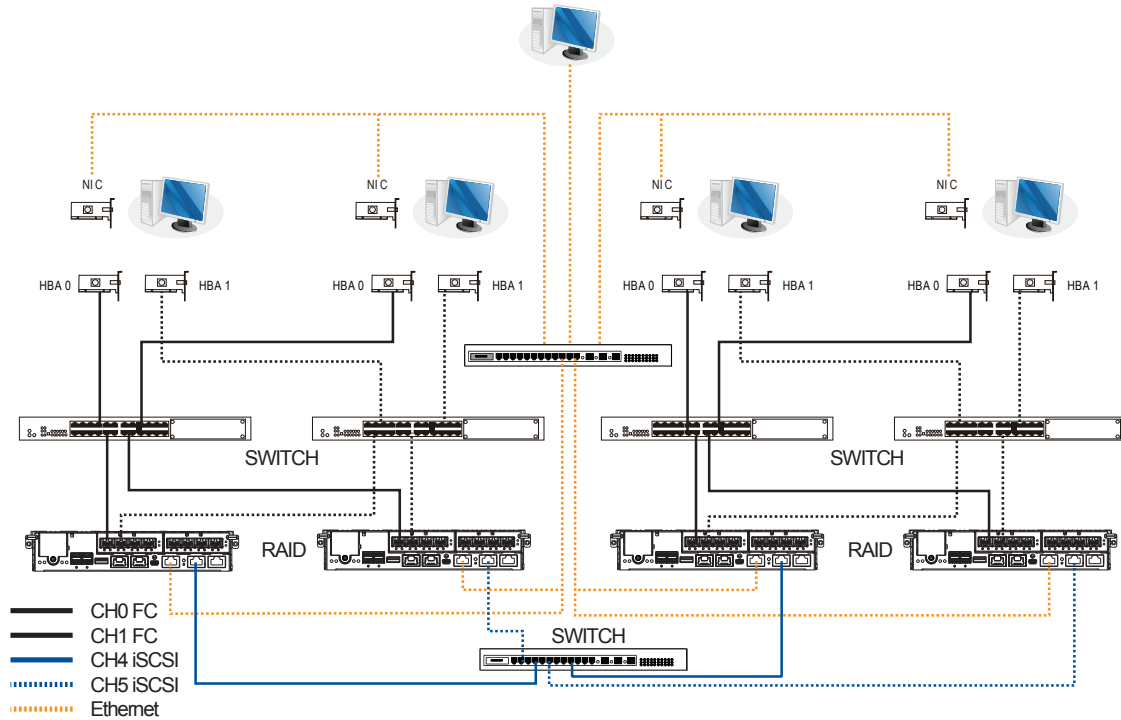 NIC NIC NIC NIC
HBA 0 HBA 1 HBA 0 HBA 1 HBA 0 HBA 1 HBA 0 HBA 1
SWITCH SWITCH
RAID RAID
SWITCH
CH0 FC
CH1 FC
CH4 iSCSI
CH5 iSCSI
Ethernet